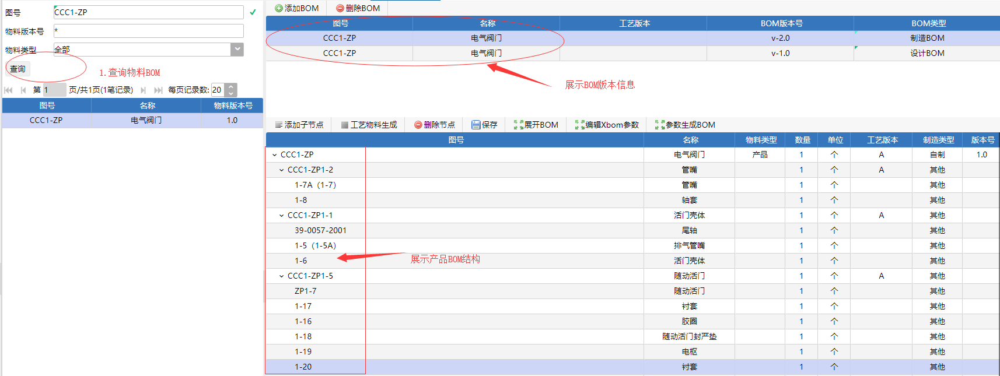 图号 CCC1-ZP
物料版本号 *
物料类型 全部
查询
1.查询物料BOM
第 1 页/共1页(1笔记录) 每页记录数: 20
图号 名称 物料版本号
CCC1-ZP 电气阀门 1.0
添加BOM 删除BOM
图号 名称 工艺版本 BOM版本号 BOM类型
CCC1-ZP 电气阀门 v-2.0 制造BOM
CCC1-ZP 电气阀门 v-1.0 设计BOM
展示BOM版本信息
添加子节点 工艺物料生成 删除节点 保存 展开BOM 编辑Xbom参数 参数生成BOM
图号 名称 物料类型 数量 单位 工艺版本 制造类型 版本号
CCC1-ZP 电气阀门 产品 1 个 A 自制 1.0
CCC1-ZP1-2 管嘴 1 个 A 其他
1-7A（1-7） 管嘴 1 个 其他
1-8 轴套 1 个 其他
CCC1-ZP1-1 活门壳体 1 个 A 其他
39-0057-2001 尾轴 1 个 其他
1-5（1-5A） 排气管嘴 1 个 其他
1-6 活门壳体 1 个 其他
展示产品BOM结构
CCC1-ZP1-5 随动活门 1 个 A 其他
ZP1-7 随动活门 1 个 其他
1-17 衬套 1 个 其他
1-16 胶圈 1 个 其他
1-18 随动活门封严垫 1 个 其他
1-19 电枢 1 个 其他
1-20 衬套 1 个 其他